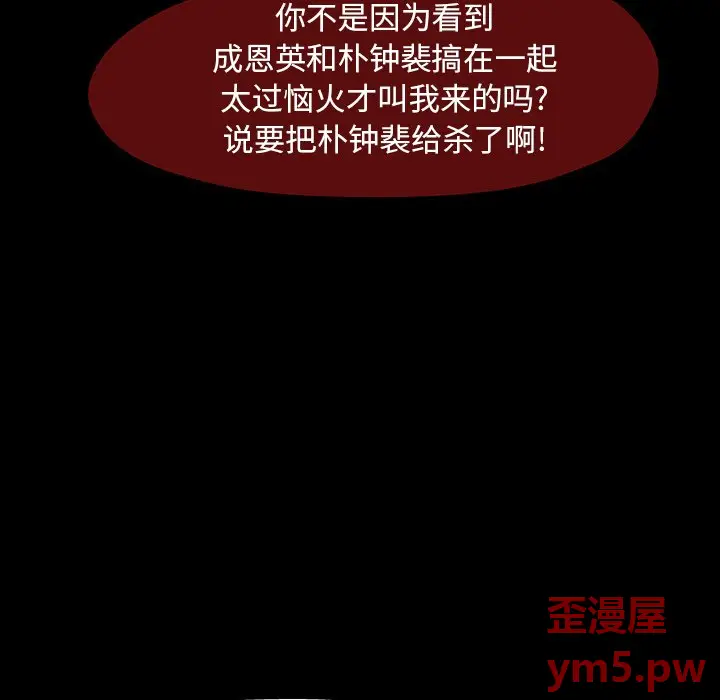 你不是因为看到
成恩英和朴钟裴搞在一起
太过恼火才叫我来的吗?
说要把朴钟裴给杀了啊!
歪漫屋
ym5.pw